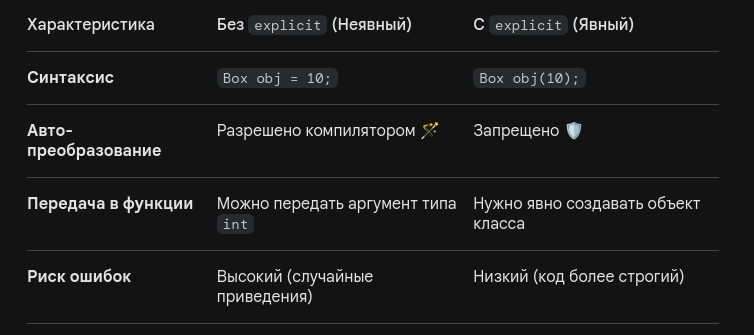 Характеристика Без explicit (Неявный) С explicit (Явный)
Синтаксис Box obj = 10; Box obj(10);
Авто-
преобразование Разрешено компилятором 🪄 Запрещено 🛡️
Передача в функции Можно передать аргумент типа Нужно явно создавать объект
int класса
Риск ошибок Высокий (случайные Низкий (код более строгий)
приведения)